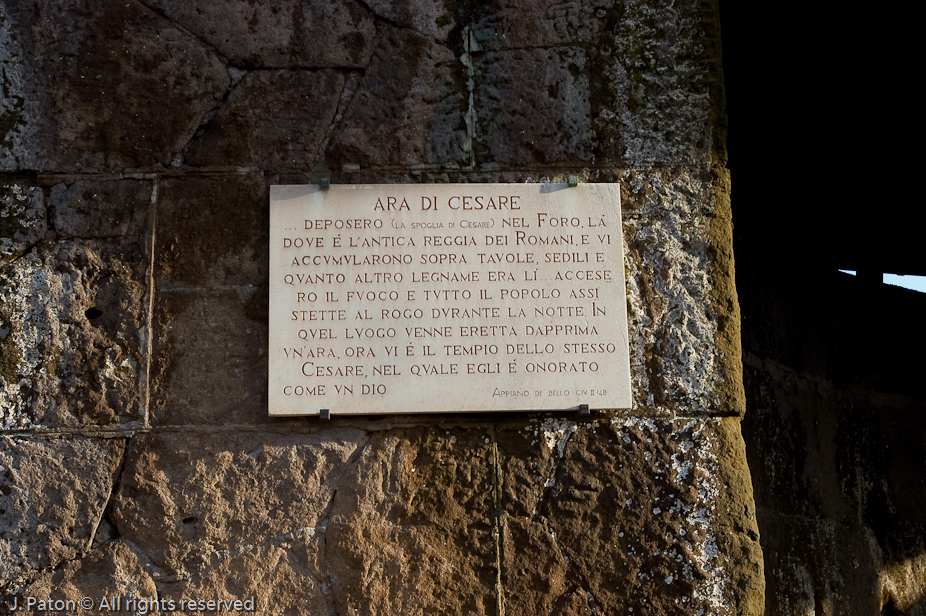 ARA DI CESARE
... DEPOSERO (LA SPOGLIA DI CESARE) NEL FORO, LÀ
DOVE É L'ANTICA REGGIA DEI ROMANI, E VI
ACCVMVLARONO SOPRA TAVOLE, SEDILI E
QVANTO ALTRO LEGNAME ERA LÍ... ACCESE
RO IL FVOCO E TVTTO IL POPOLO ASSI
STETTE AL ROGO DVRANTE LA NOTTE. IN
QVEL LVOGO VENNE ERETTA DAPPRIMA
VN'ARA, ORA VI É IL TEMPIO DELLO STESSO
CESARE, NEL QVALE EGLI É ONORATO
COME VN DIO
APPIANO DE BELLO CIV II 148
J. Paton © All rights reserved